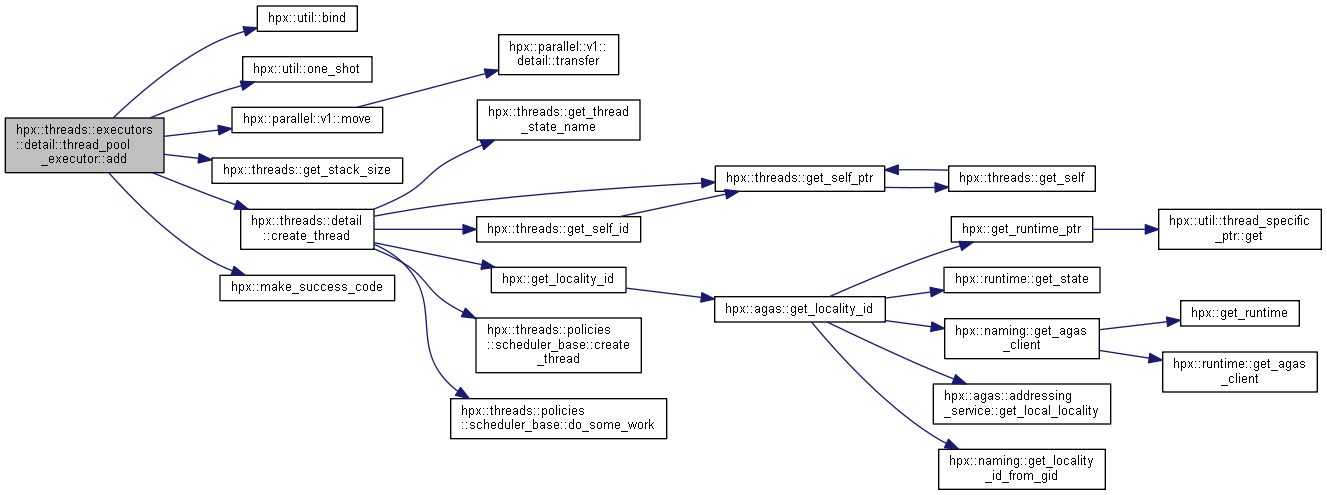 hpx::util::bind
hpx::util::one_shot
hpx::parallel::v1::move
hpx::parallel::v1::
detail::transfer
hpx::threads::executors
::detail::thread_pool
_executor::add
hpx::threads::get_stack_size
hpx::threads::detail
::create_thread
hpx::make_success_code
hpx::threads::get_thread
_state_name
hpx::threads::get_self_ptr
hpx::threads::get_self
hpx::threads::get_self_id
hpx::get_locality_id
hpx::threads::policies
::scheduler_base::create
_thread
hpx::threads::policies
::scheduler_base::do_some_work
hpx::agas::get_locality_id
hpx::get_runtime_ptr
hpx::util::thread_specific
_ptr::get
hpx::runtime::get_state
hpx::naming::get_agas
_client
hpx::get_runtime
hpx::runtime::get_agas
_client
hpx::agas::addressing
_service::get_local_locality
hpx::naming::get_locality
_id_from_gid